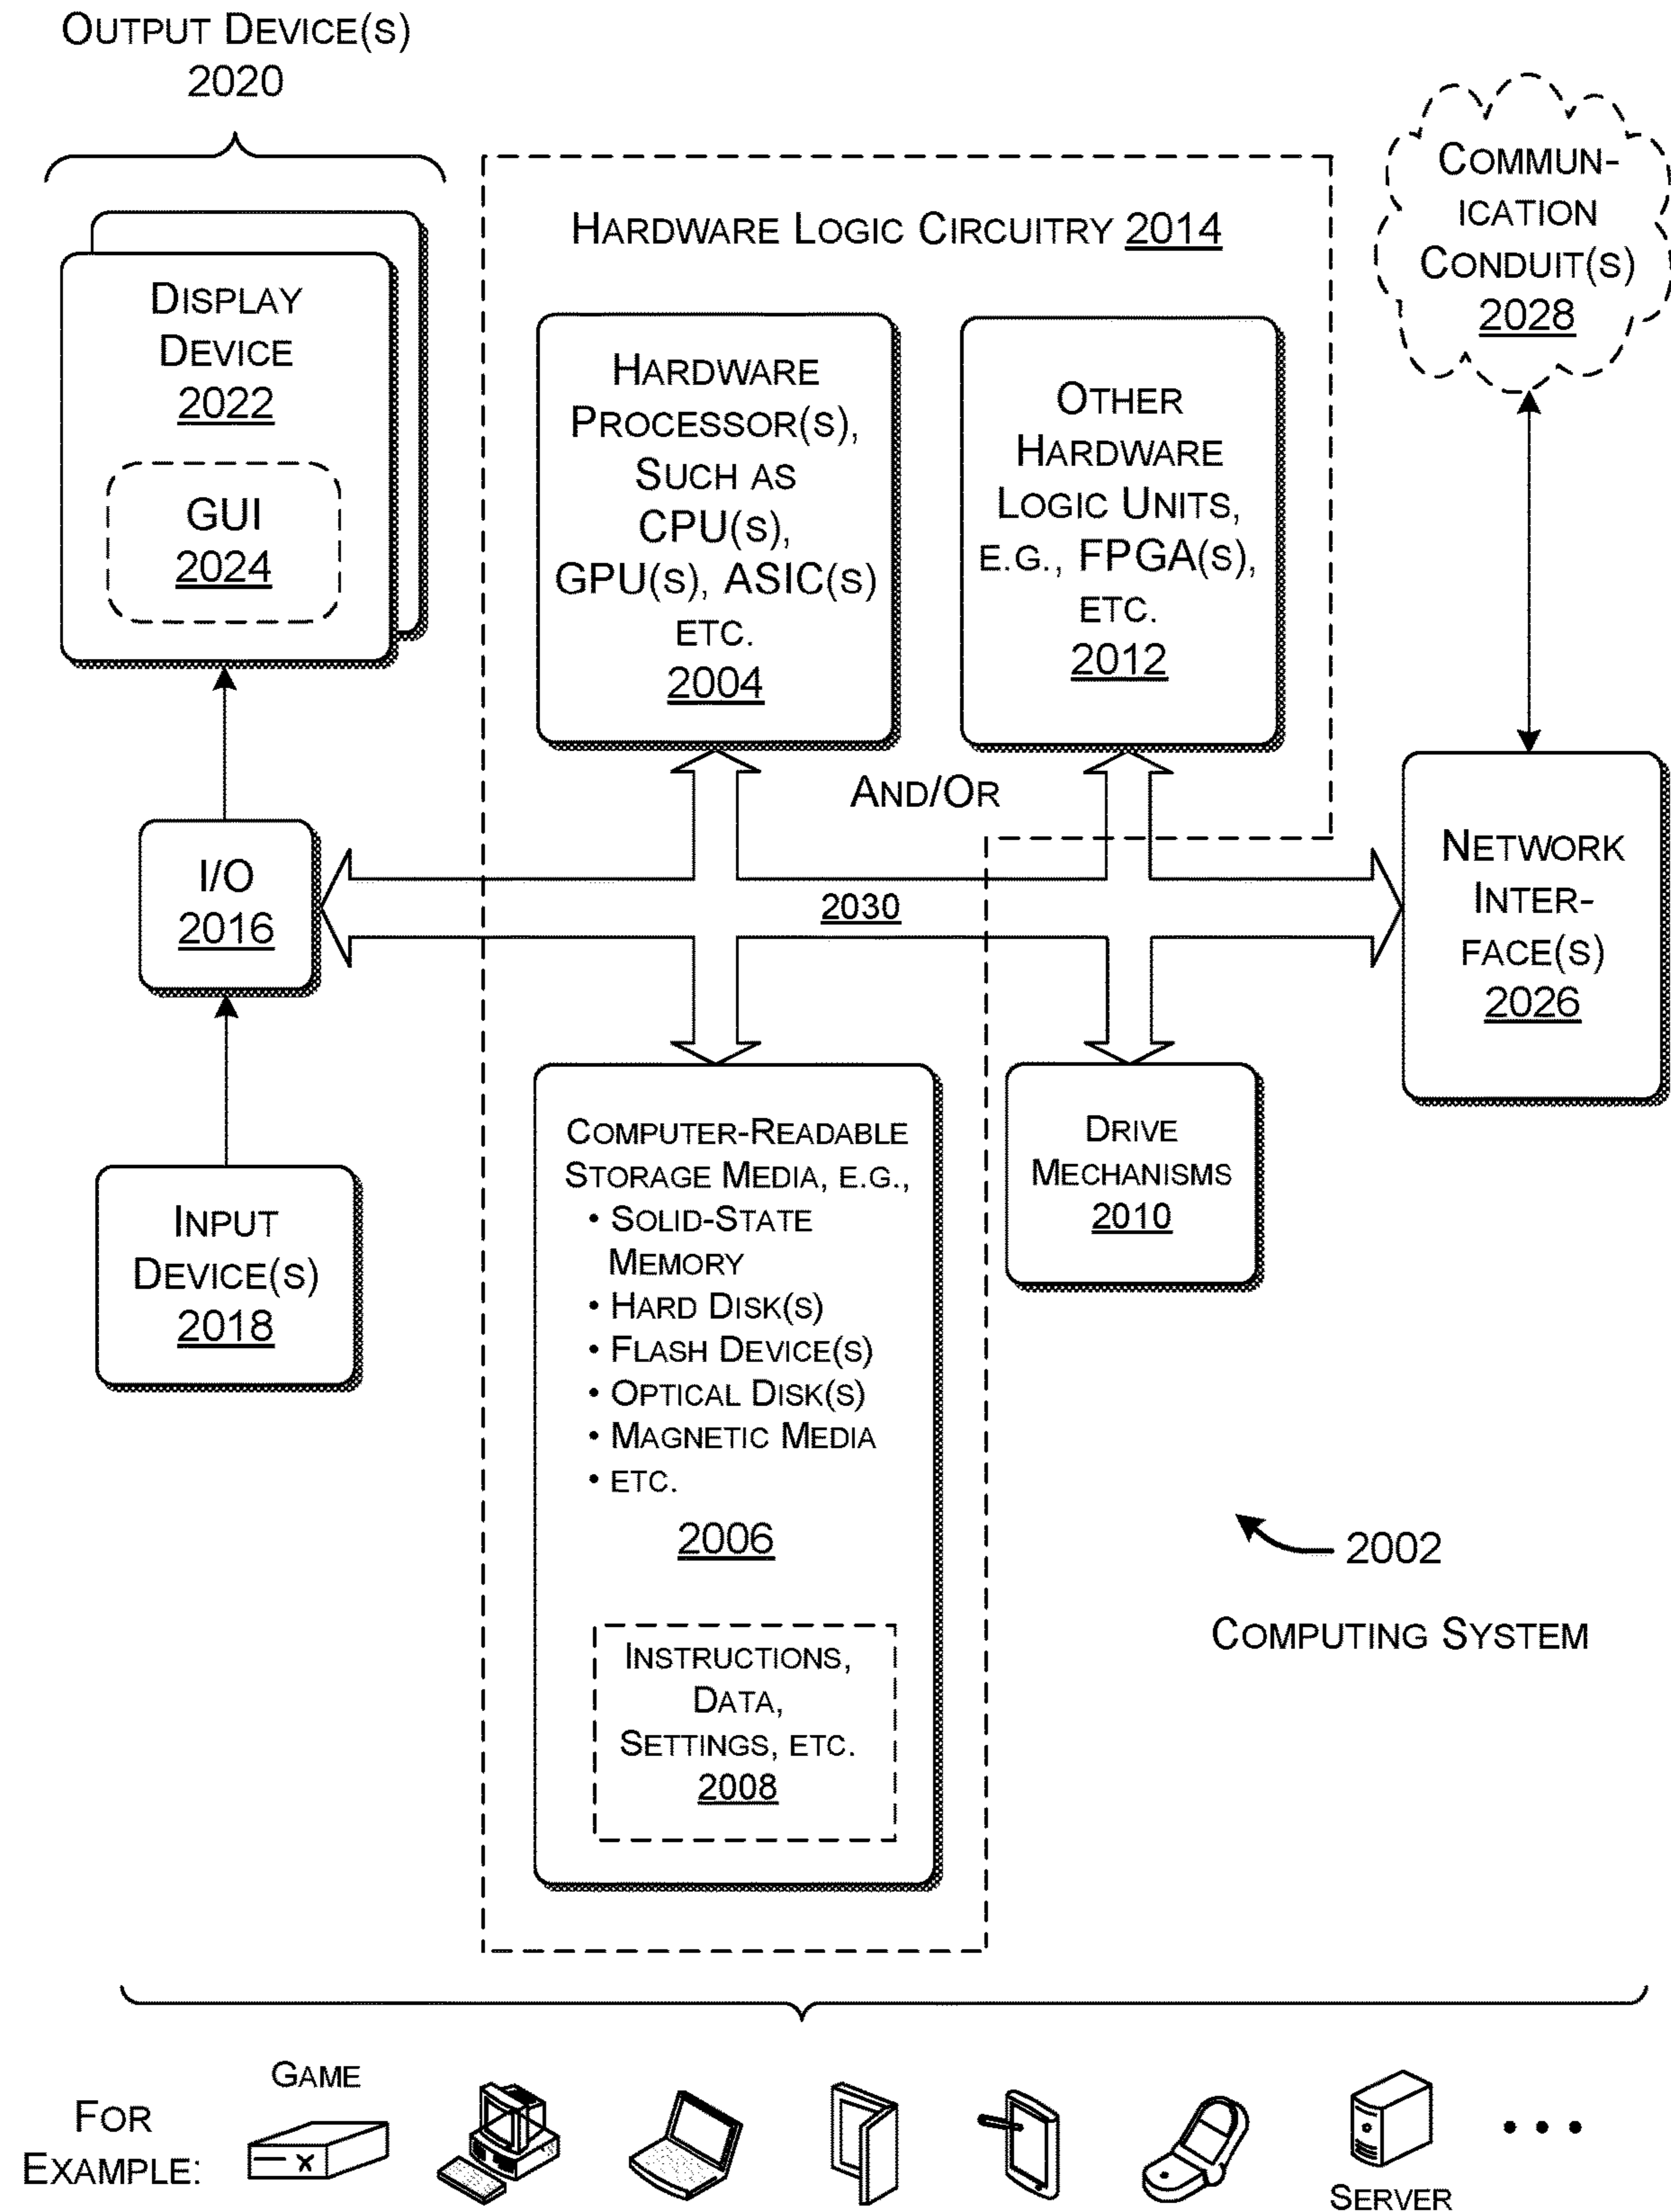 OUTPUT DEVICE(S)
2020
DISPLAY
DEVICE
2022
GUI
2024
HARDWARE LOGIC CIRCUITRY 2014
HARDWARE
PROCESSOR(S),
SUCH AS
CPU(S),
GPU(S), ASIC(S)
ETC.
2004
OTHER
HARDWARE
LOGIC UNITS,
E.G., FPGA(S),
ETC.
2012
COMMUN-
ICATION
CONDUIT(S)
2028
AND/OR
I/O
2016
2030
NETWORK
INTER-
FACE(S)
2026
INPUT
DEVICE(S)
2018
COMPUTER-READABLE
STORAGE MEDIA, E.G.,
• SOLID-STATE
MEMORY
• HARD DISK(S)
• FLASH DEVICE(S)
• OPTICAL DISK(S)
• MAGNETIC MEDIA
• ETC.
2006
INSTRUCTIONS,
DATA,
SETTINGS, ETC.
2008
DRIVE
MECHANISMS
2010
2002
COMPUTING SYSTEM
FOR
EXAMPLE:
GAME
SERVER